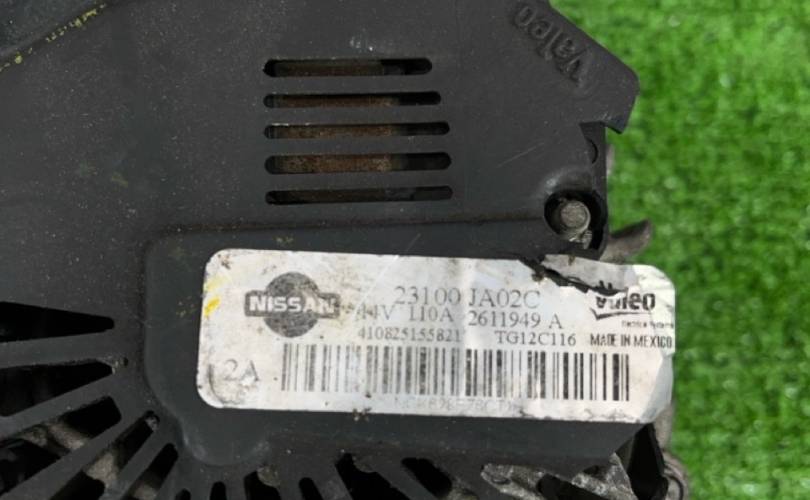 Valeo
NISSAN
23100 JA02C
14V 110A 2611949 A
410825155821 TG12C116
Valeo
MADE IN MEXICO
2A